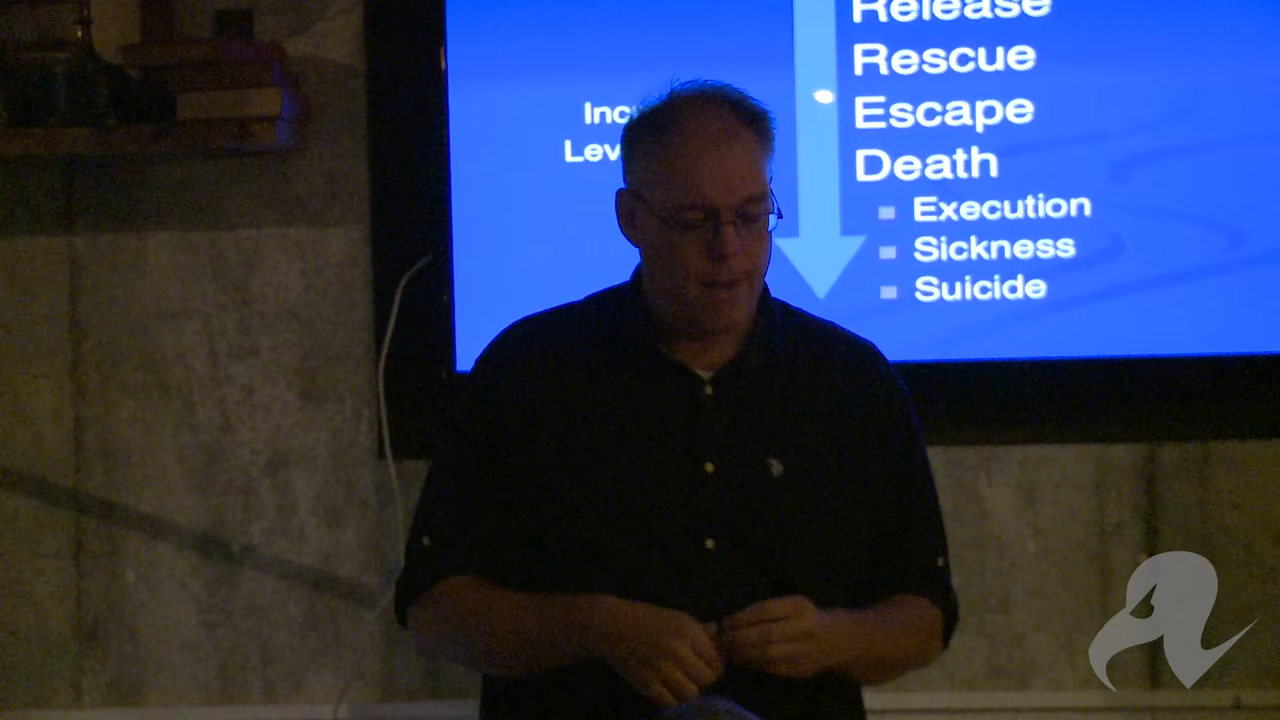 Release
Rescue
Escape
Death
Execution
Sickness
Suicide